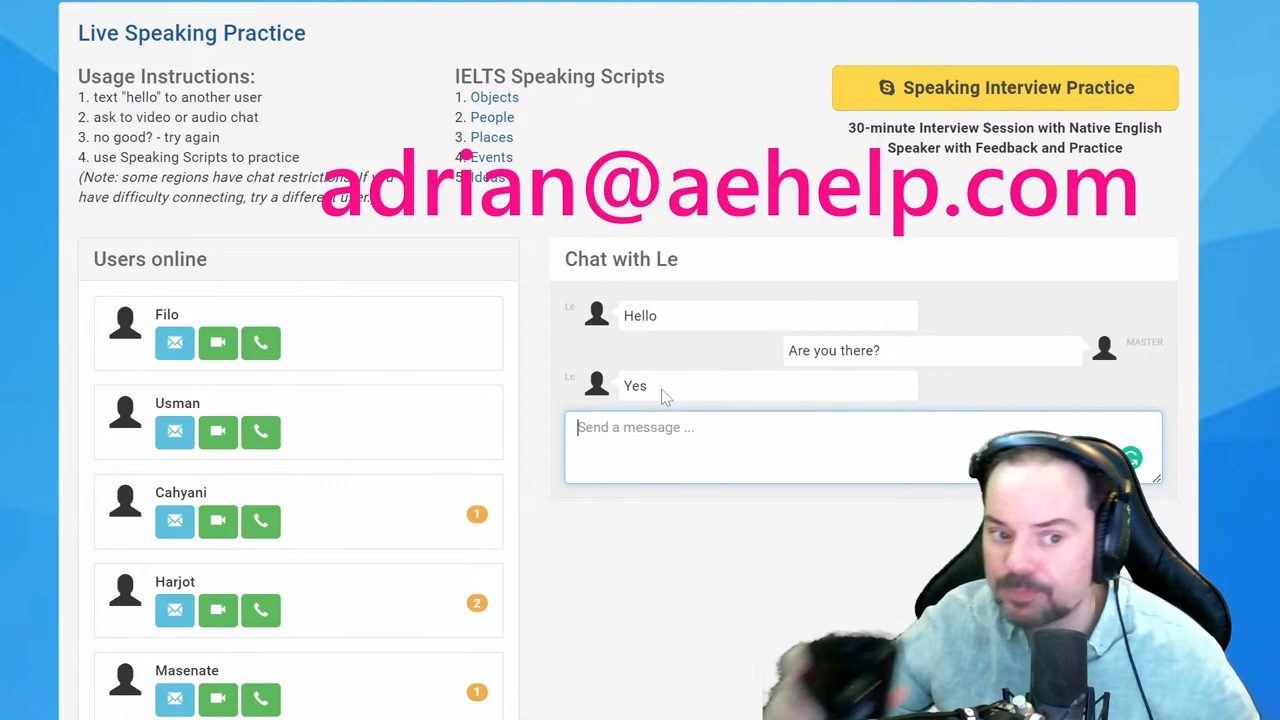 Live Speaking Practice
Usage Instructions:
1. text "hello" to another user
2. ask to video or audio chat
3. no good? - try again
4. use Speaking Scripts to practice
(Note: some regions have chat restrictions. If you
have difficulty connecting, try a different user.
IELTS Speaking Scripts
1. Objects
2. People
3. Places
4. Events
5. Ideas
Speaking Interview Practice
30-minute Interview Session with Native English
Speaker with Feedback and Practice
adrian@aehelp.com
Users online
Filo
Usman
Cahyani
1
Harjot
2
Masenate
1
Chat with Le
Le
Hello
Are you there?
MASTER
Le
Yes
Send a message ...